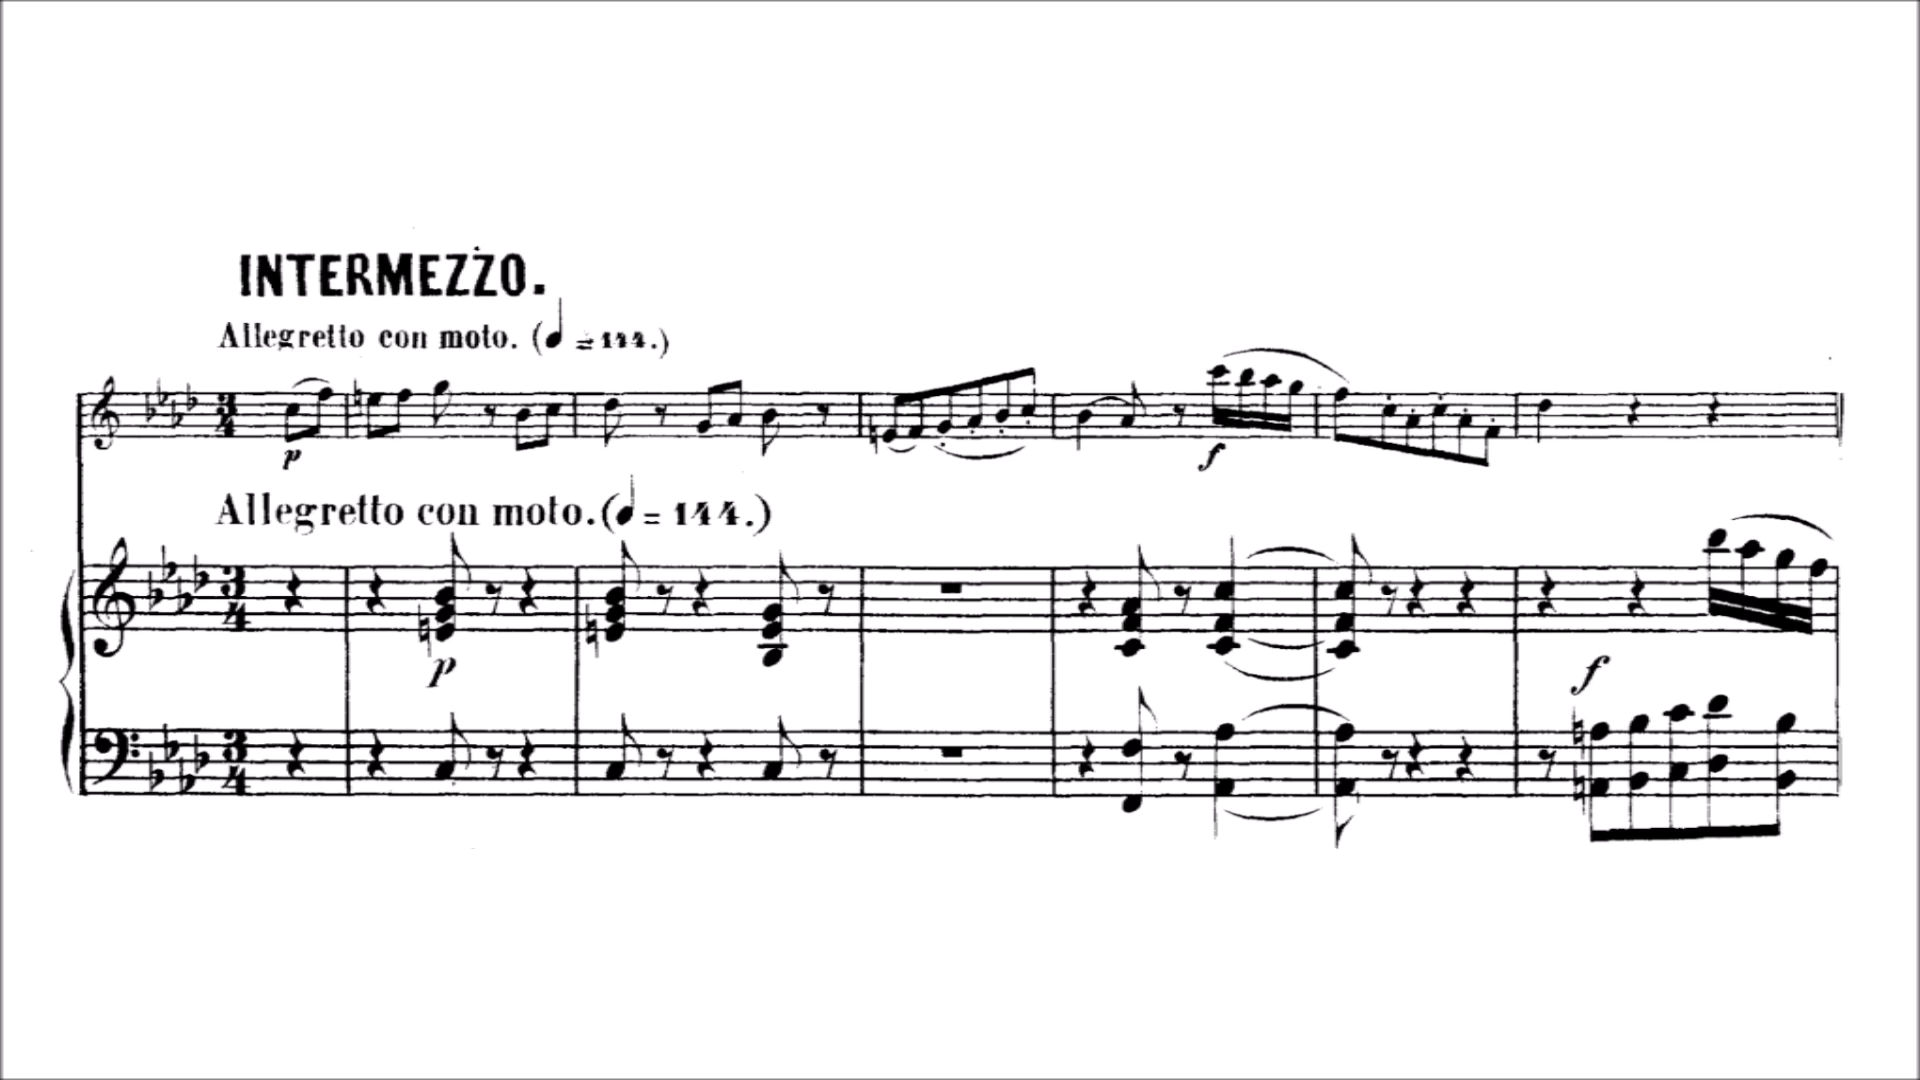 INTERMEZZO.
Allegretto con moto. (♩ = 144.)
p
f
Allegretto con moto. (♩ = 144.)
p
f